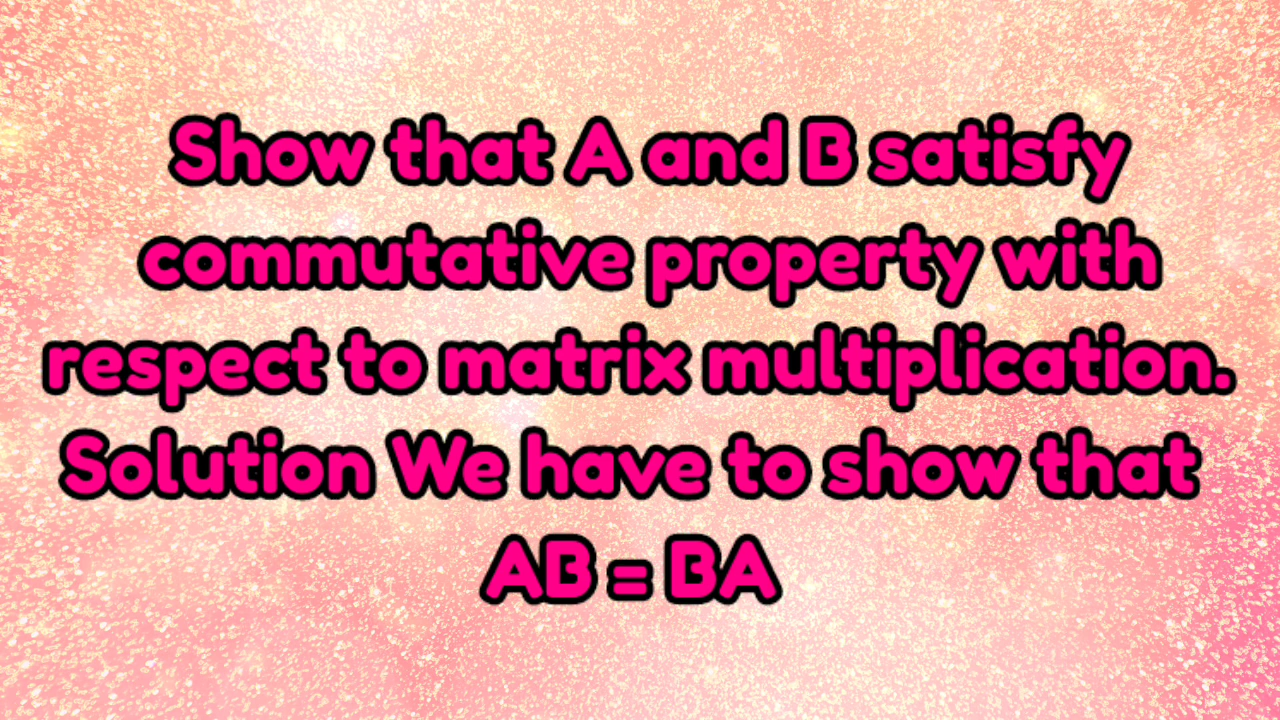 Show that A and B satisfy
commutative property with
respect to matrix multiplication.
Solution We have to show that
AB = BA